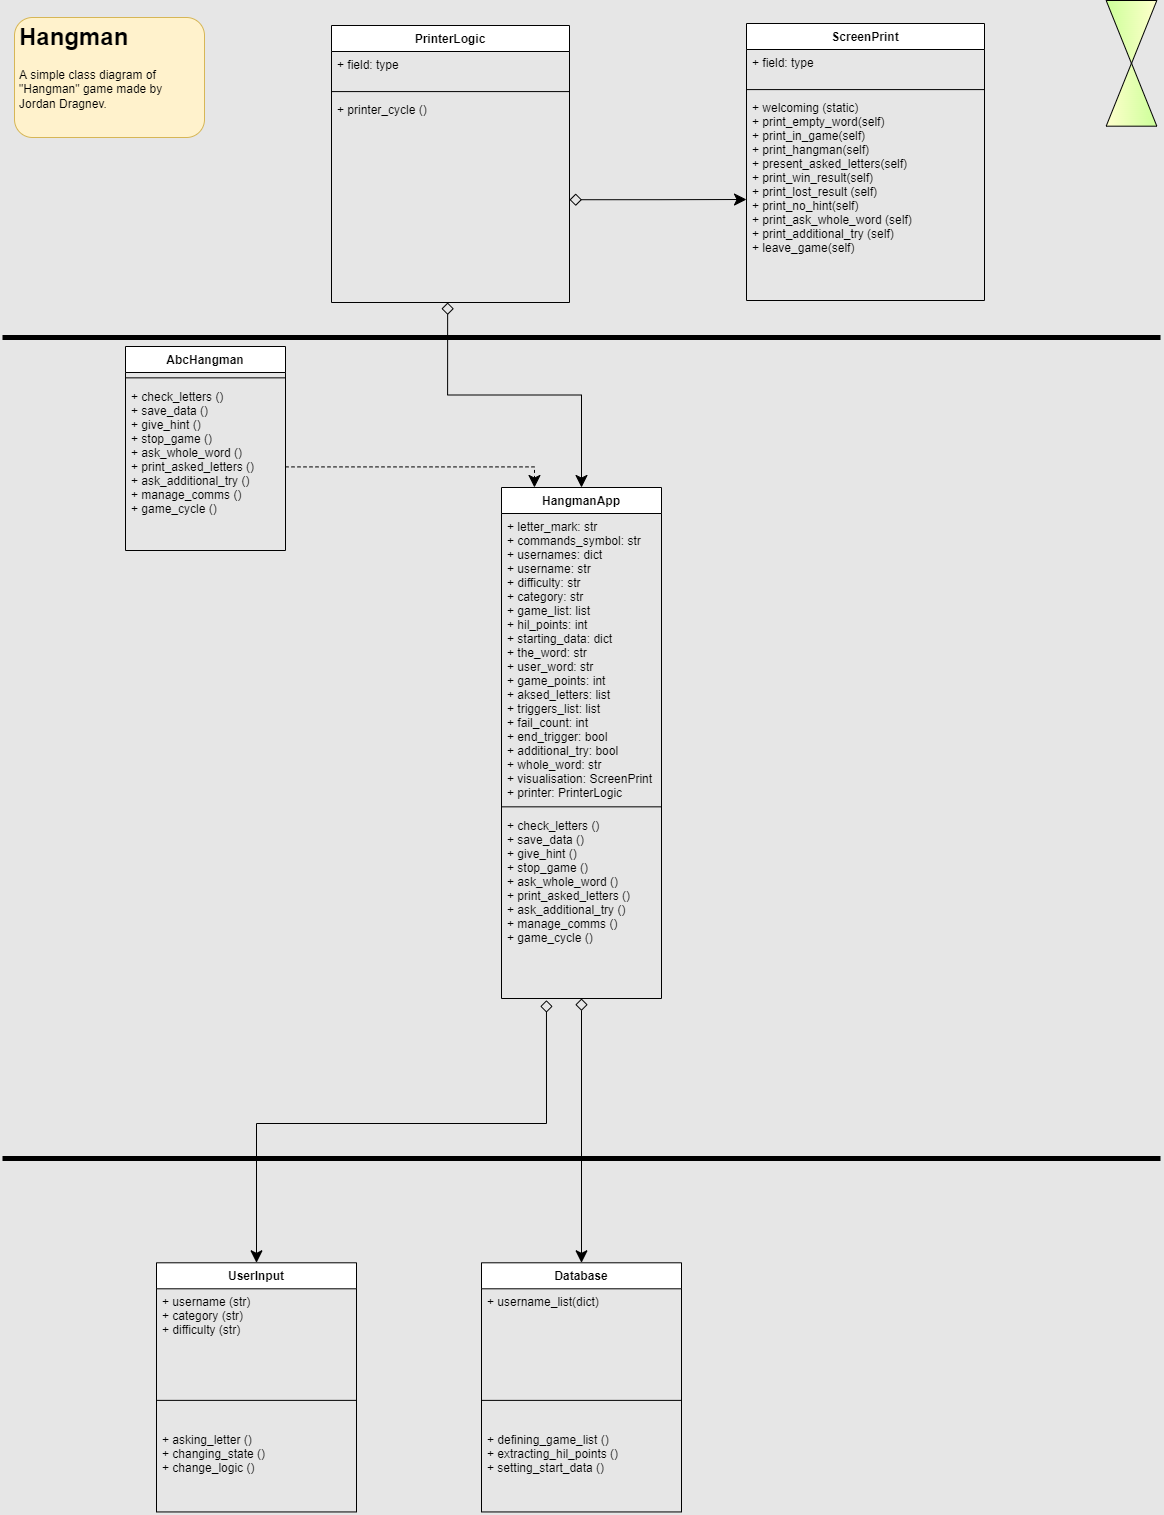 Hangman
A simple class diagram of
"Hangman" game made by
Jordan Dragnev.
PrinterLogic
+ field: type
+ printer_cycle ()
ScreenPrint
+ field: type
+ welcoming (static)
+ print_empty_word(self)
+ print_in_game(self)
+ print_hangman(self)
+ present_asked_letters(self)
+ print_win_result(self)
+ print_lost_result (self)
+ print_no_hint(self)
+ print_ask_whole_word (self)
+ print_additional_try (self)
+ leave_game(self)
AbcHangman
+ check_letters ()
+ save_data ()
+ give_hint ()
+ stop_game ()
+ ask_whole_word ()
+ print_asked_letters ()
+ ask_additional_try ()
+ manage_comms ()
+ game_cycle ()
HangmanApp
+ letter_mark: str
+ commands_symbol: str
+ usernames: dict
+ username: str
+ difficulty: str
+ category: str
+ game_list: list
+ hil_points: int
+ starting_data: dict
+ the_word: str
+ user_word: str
+ game_points: int
+ aksed_letters: list
+ triggers_list: list
+ fail_count: int
+ end_trigger: bool
+ additional_try: bool
+ whole_word: str
+ visualisation: ScreenPrint
+ printer: PrinterLogic
+ check_letters ()
+ save_data ()
+ give_hint ()
+ stop_game ()
+ ask_whole_word ()
+ print_asked_letters ()
+ ask_additional_try ()
+ manage_comms ()
+ game_cycle ()
UserInput
+ username (str)
+ category (str)
+ difficulty (str)
+ asking_letter ()
+ changing_state ()
+ change_logic ()
Database
+ username_list(dict)
+ defining_game_list ()
+ extracting_hil_points ()
+ setting_start_data ()